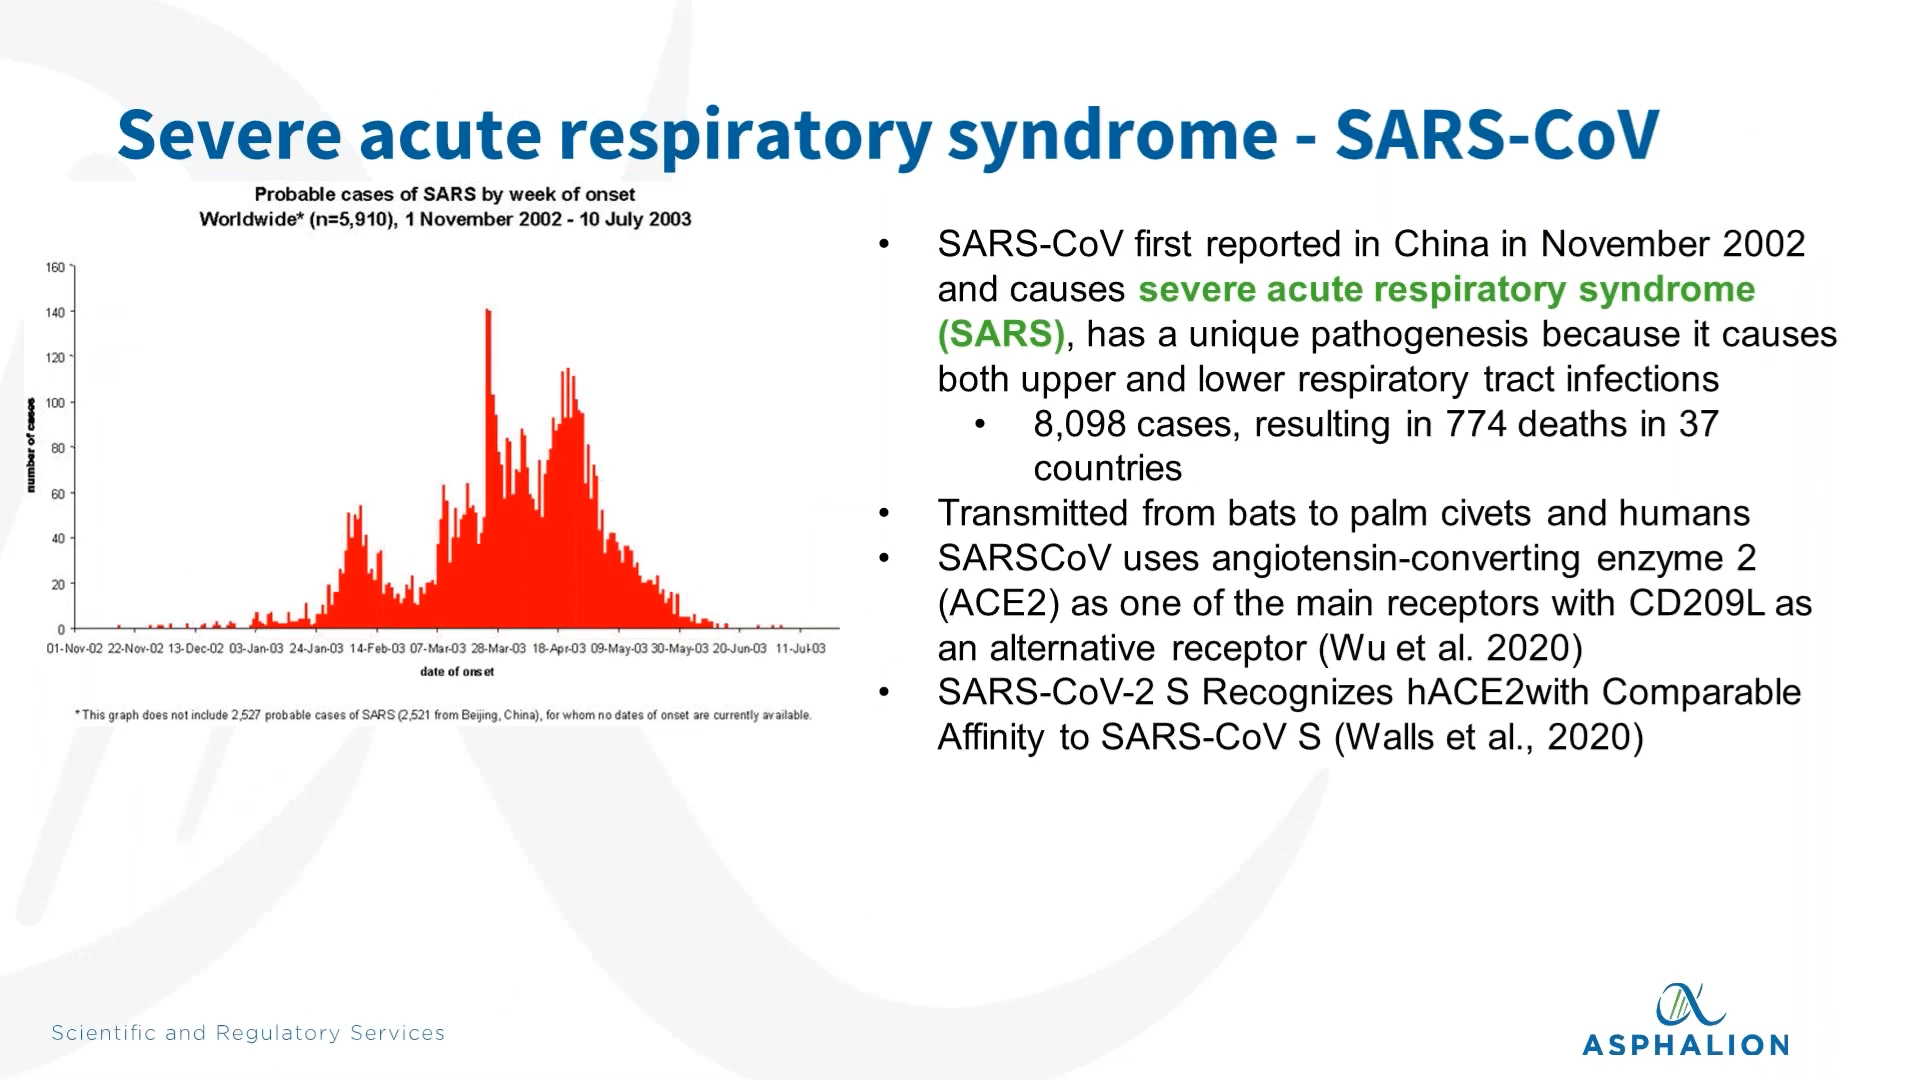 Severe acute respiratory syndrome - SARS-CoV
Probable cases of SARS by week of onset
Worldwide* (n=5,910), 1 November 2002 - 10 July 2003
160
140
120
100
80
60
40
20
0
number of cases
01-Nov-02 22-Nov-02 13-Dec-02 03-Jan-03 24-Jan-03 14-Feb-03 07-Mar-03 28-Mar-03 18-Apr-03 09-May-03 30-May-03 20-Jun-03 11-Jul-03
date of onset
*This graph does not include 2,527 probable cases of SARS (2,521 from Beijing, China), for whom no dates of onset are currently available.
• SARS-CoV first reported in China in November 2002
and causes severe acute respiratory syndrome
(SARS), has a unique pathogenesis because it causes
both upper and lower respiratory tract infections
• 8,098 cases, resulting in 774 deaths in 37
countries
• Transmitted from bats to palm civets and humans
• SARSCoV uses angiotensin-converting enzyme 2
(ACE2) as one of the main receptors with CD209L as
an alternative receptor (Wu et al. 2020)
• SARS-CoV-2 S Recognizes hACE2with Comparable
Affinity to SARS-CoV S (Walls et al., 2020)
Scientific and Regulatory Services
ASPHALION